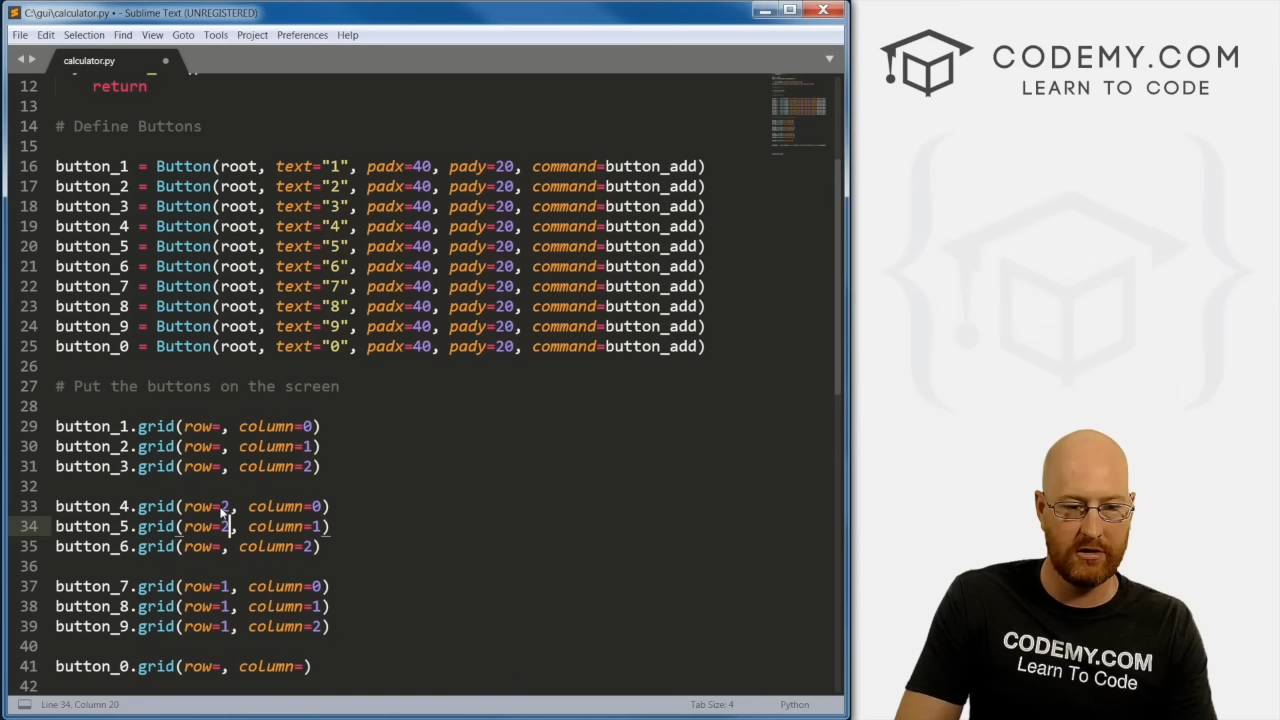 C:\gui\calculator.py • - Sublime Text (UNREGISTERED)
File Edit Selection Find View Goto Tools Project Preferences Help
calculator.py
12 return
13
14 # Define Buttons
15
16 button_1 = Button(root, text="1", padx=40, pady=20, command=button_add)
17 button_2 = Button(root, text="2", padx=40, pady=20, command=button_add)
18 button_3 = Button(root, text="3", padx=40, pady=20, command=button_add)
19 button_4 = Button(root, text="4", padx=40, pady=20, command=button_add)
20 button_5 = Button(root, text="5", padx=40, pady=20, command=button_add)
21 button_6 = Button(root, text="6", padx=40, pady=20, command=button_add)
22 button_7 = Button(root, text="7", padx=40, pady=20, command=button_add)
23 button_8 = Button(root, text="8", padx=40, pady=20, command=button_add)
24 button_9 = Button(root, text="9", padx=40, pady=20, command=button_add)
25 button_0 = Button(root, text="0", padx=40, pady=20, command=button_add)
26
27 # Put the buttons on the screen
28
29 button_1.grid(row=, column=0)
30 button_2.grid(row=, column=1)
31 button_3.grid(row=, column=2)
32
33 button_4.grid(row=2, column=0)
34 button_5.grid(row=2, column=1)
35 button_6.grid(row=, column=2)
36
37 button_7.grid(row=1, column=0)
38 button_8.grid(row=1, column=1)
39 button_9.grid(row=1, column=2)
40
41 button_0.grid(row=, column=)
42
Line 34, Column 20 Tab Size: 4 Python
CODEMY.COM
LEARN TO CODE
CODEMY.COM
Learn To Code